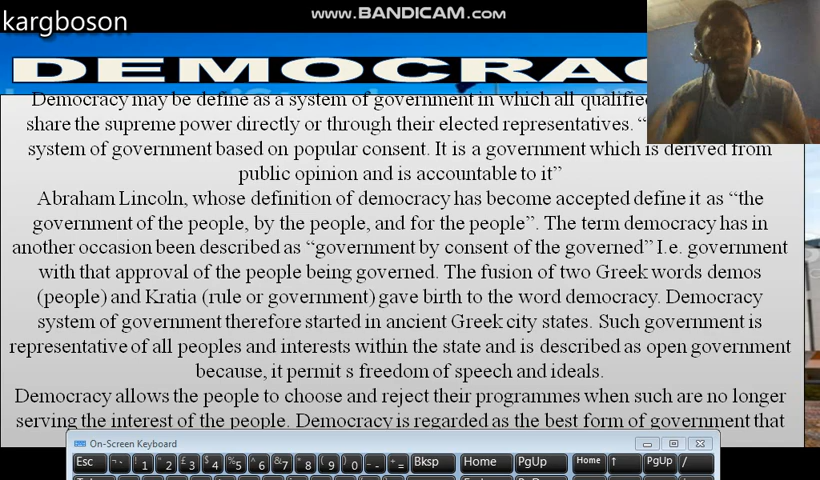 kargboson
www.BANDICAM.com
DEMOCRAC
Democracy may be define as a system of government in which all qualifie
share the supreme power directly or through their elected representatives. “
system of government based on popular consent. It is a government which is derived from
public opinion and is accountable to it”
Abraham Lincoln, whose definition of democracy has become accepted define it as “the
government of the people, by the people, and for the people”. The term democracy has in
another occasion been described as “government by consent of the governed” I.e. government
with that approval of the people being governed. The fusion of two Greek words demos
(people) and Kratia (rule or government) gave birth to the word democracy. Democracy
system of government therefore started in ancient Greek city states. Such government is
representative of all peoples and interests within the state and is described as open government
because, it permit s freedom of speech and ideals.
Democracy allows the people to choose and reject their programmes when such are no longer
serving the interest of the people. Democracy is regarded as the best form of government that
On-Screen Keyboard
Esc ¬ ` ! 1 " 2 £ 3 $ 4 % 5 ^ 6 & 7 * 8 ( 9 ) 0 _ - + = Bksp Home PgUp Home ↑ PgUp /